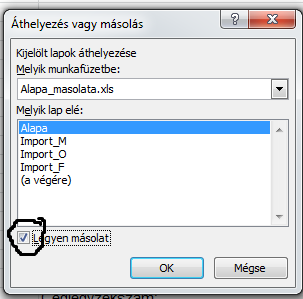 Áthelyezés vagy másolás
Kijelölt lapok áthelyezése
Melyik munkafüzetbe:
Alapa_masolata.xls
Melyik lap elé:
Alapa
Import_M
Import_O
Import_F
(a végére)
Legyen másolat
OK
Mégse